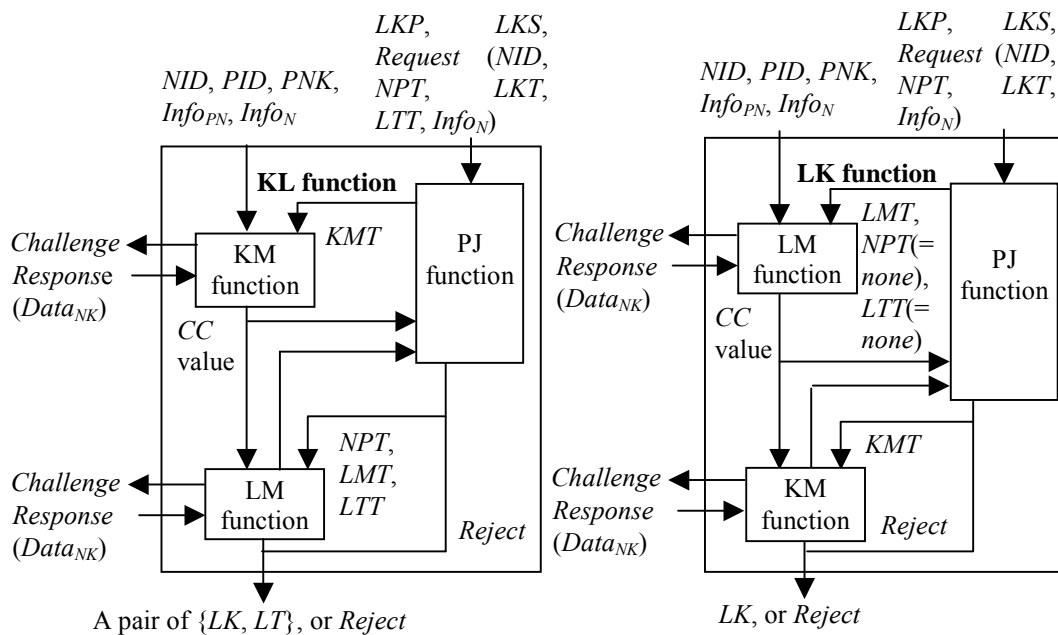 LKP, LKS,
Request (NID,
NPT, LKT,
LTT, Info_N)
NID, PID, PNK,
Info_PN, Info_N
KL function
KMT
PJ
function
Challenge
Response
(Data_NK)
KM
function
CC
value
NPT,
LMT,
LTT
Challenge
Response
(Data_NK)
LM
function
Reject
A pair of {LK, LT}, or Reject
LKP, LKS,
Request (NID,
NPT, LKT,
Info_N)
NID, PID, PNK,
Info_PN, Info_N
LK function
LMT,
NPT(=
none),
LTT(=
none)
PJ
function
Challenge
Response
(Data_NK)
LM
function
CC
value
KMT
Challenge
Response
(Data_NK)
KM
function
Reject
LK, or Reject